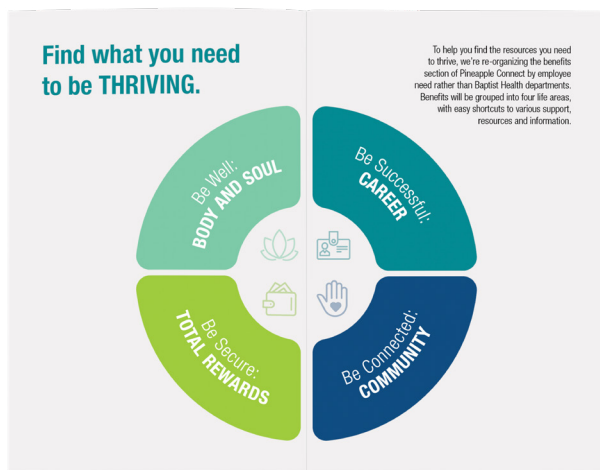 Find what you need
to be THRIVING.
To help you find the resources you need
to thrive, we're re-organizing the benefits
section of Pineapple Connect by employee
need rather than Baptist Health departments.
Benefits will be grouped into four life areas,
with easy shortcuts to various support,
resources and information.
Be Well:
BODY AND SOUL
Be Successful:
CAREER
Be Secure:
TOTAL REWARDS
Be Connected:
COMMUNITY